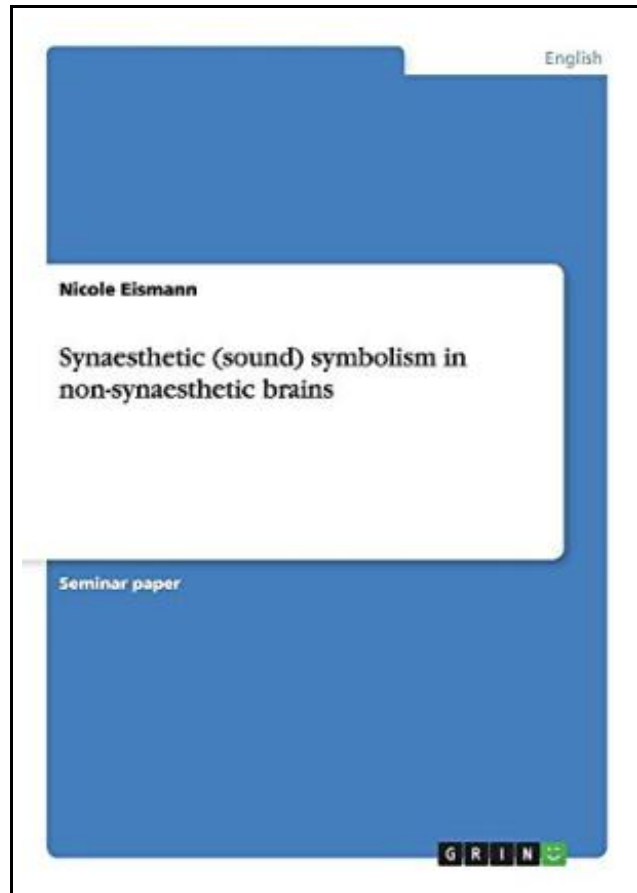 English
Nicole Eismann
Synaesthetic (sound) symbolism in
non-synaesthetic brains
Seminar paper
GRIN